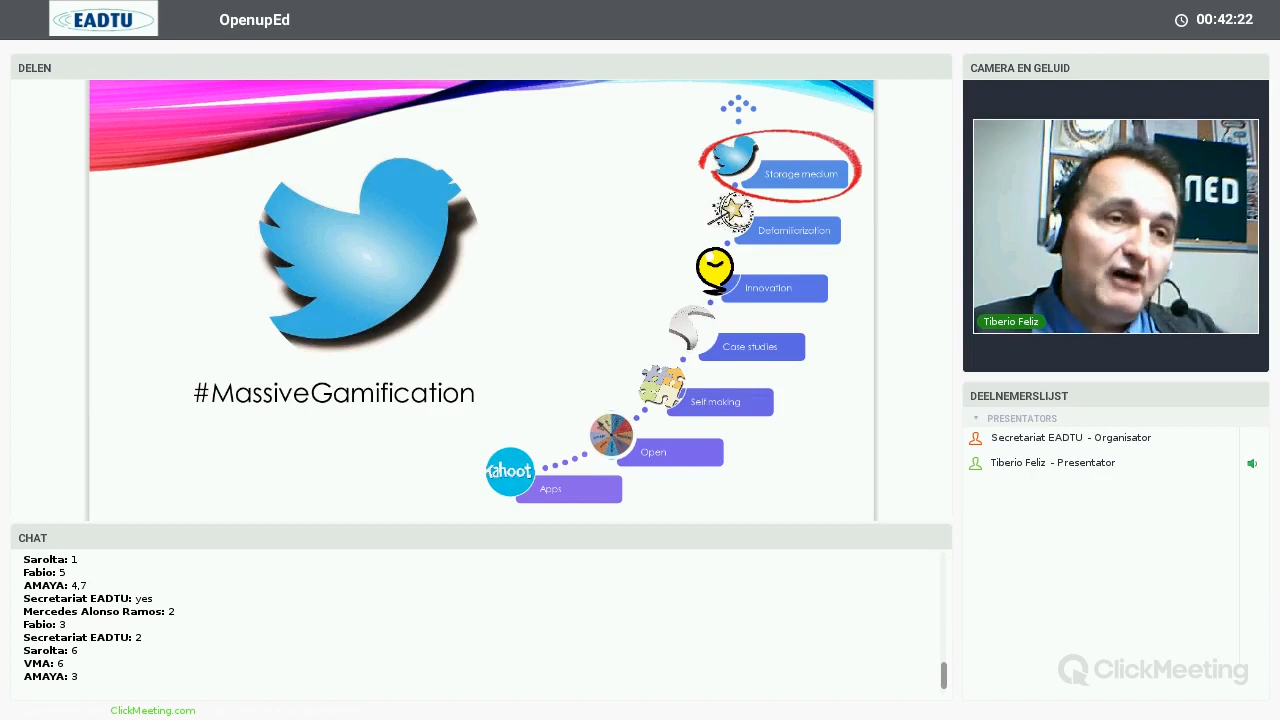 EADTU
OpenupEd
00:42:22
DELEN
CAMERA EN GELUID
Storage medium
Defamiliarization
Innovation
Case studies
Self making
Open
Kahoot
Apps
#MassiveGamification
NED
Tiberio Feliz
DEELNEMERSLIJST
PRESENTATORS
Secretariat EADTU - Organisator
Tiberio Feliz - Presentator
CHAT
Sarolta: 1
Fabio: 5
AMAYA: 4,7
Secretariat EADTU: yes
Mercedes Alonso Ramos: 2
Fabio: 3
Secretariat EADTU: 2
Sarolta: 6
VMA: 6
AMAYA: 3
ClickMeeting
ClickMeeting.com